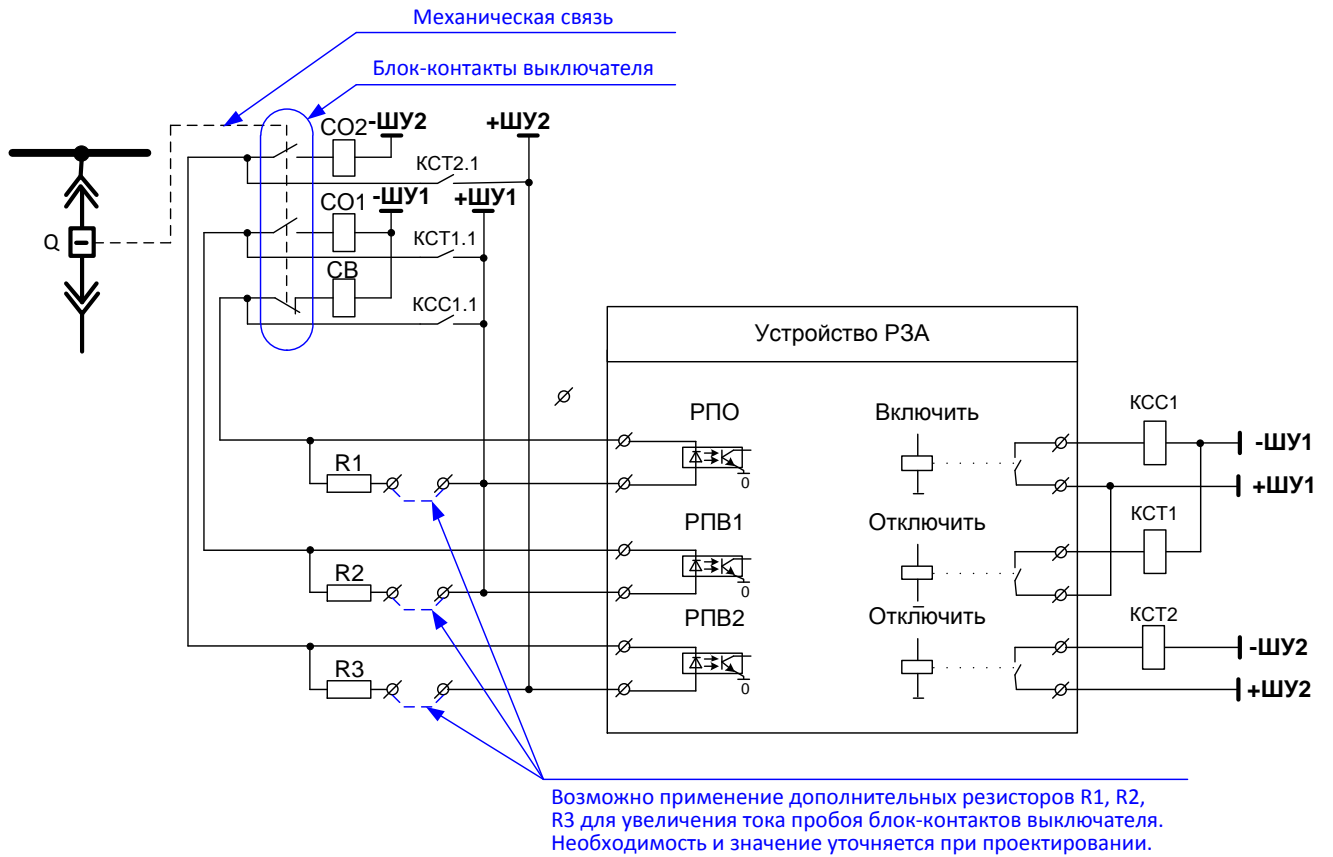 Механическая связь
Блок-контакты выключателя
СО2
-ШУ2
+ШУ2
КСТ2.1
СО1
-ШУ1
+ШУ1
КСТ1.1
Q
СВ
КСС1.1
Устройство РЗА
РПО
Включить
КСС1
-ШУ1
R1
0
+ШУ1
РПВ1
Отключить
КСТ1
R2
0
РПВ2
Отключить
КСТ2
-ШУ2
R3
0
+ШУ2
Возможно применение дополнительных резисторов R1, R2,
R3 для увеличения тока пробоя блок-контактов выключателя.
Необходимость и значение уточняется при проектировании.